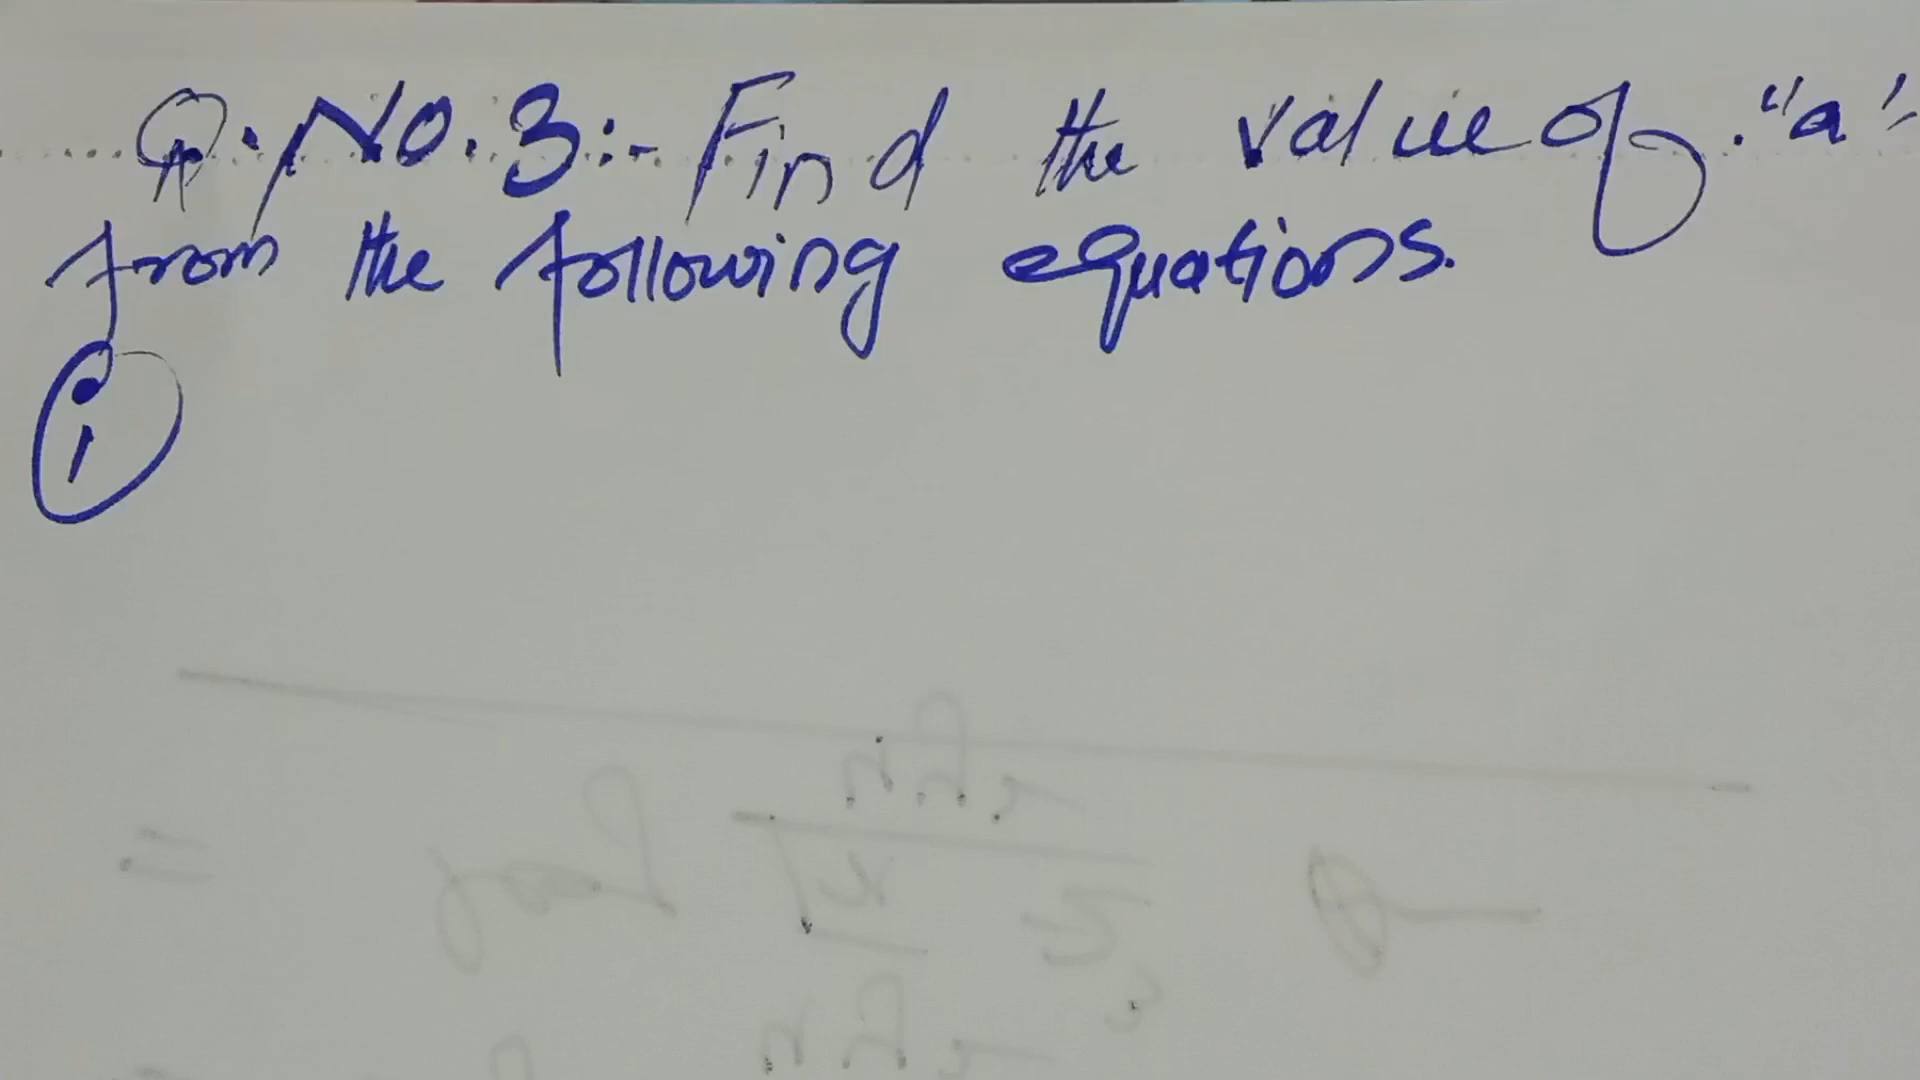 Q.No.3:- Find the value of "a"
from the following equations.
i